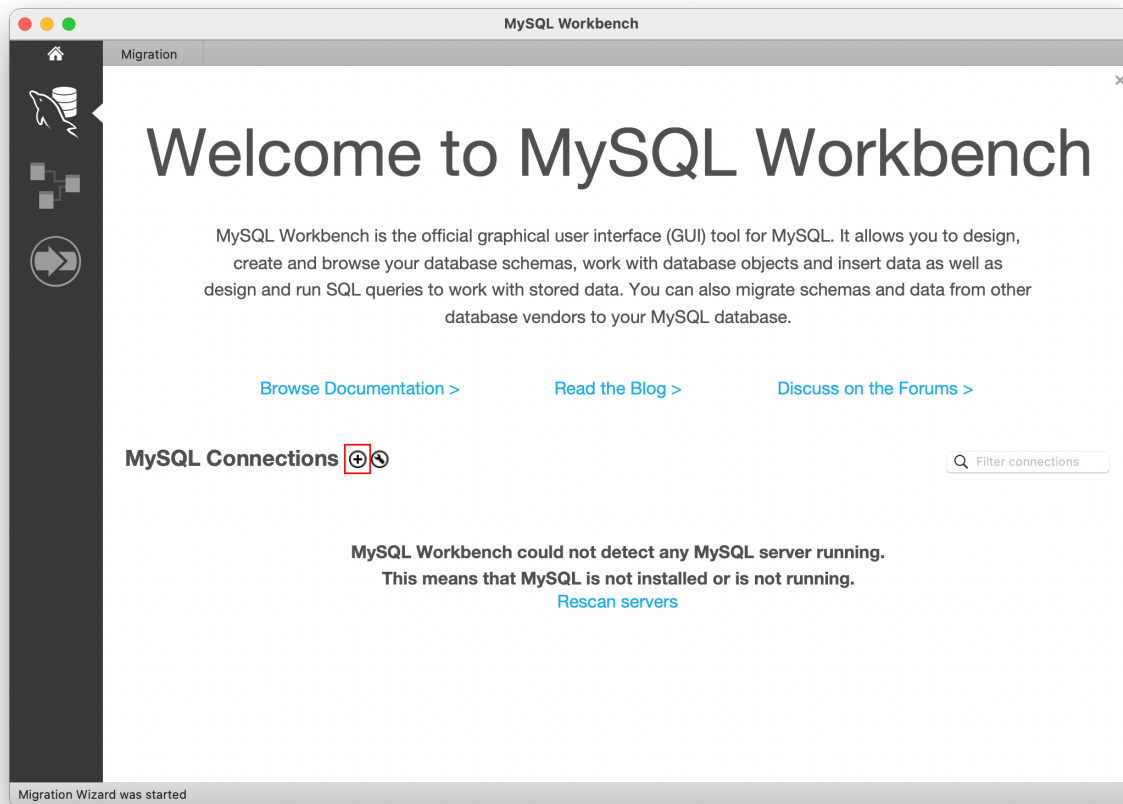 MySQL Workbench
Migration
Welcome to MySQL Workbench
MySQL Workbench is the official graphical user interface (GUI) tool for MySQL. It allows you to design,
create and browse your database schemas, work with database objects and insert data as well as
design and run SQL queries to work with stored data. You can also migrate schemas and data from other
database vendors to your MySQL database.
Browse Documentation > Read the Blog > Discuss on the Forums >
MySQL Connections Filter connections
MySQL Workbench could not detect any MySQL server running.
This means that MySQL is not installed or is not running.
Rescan servers
Migration Wizard was started